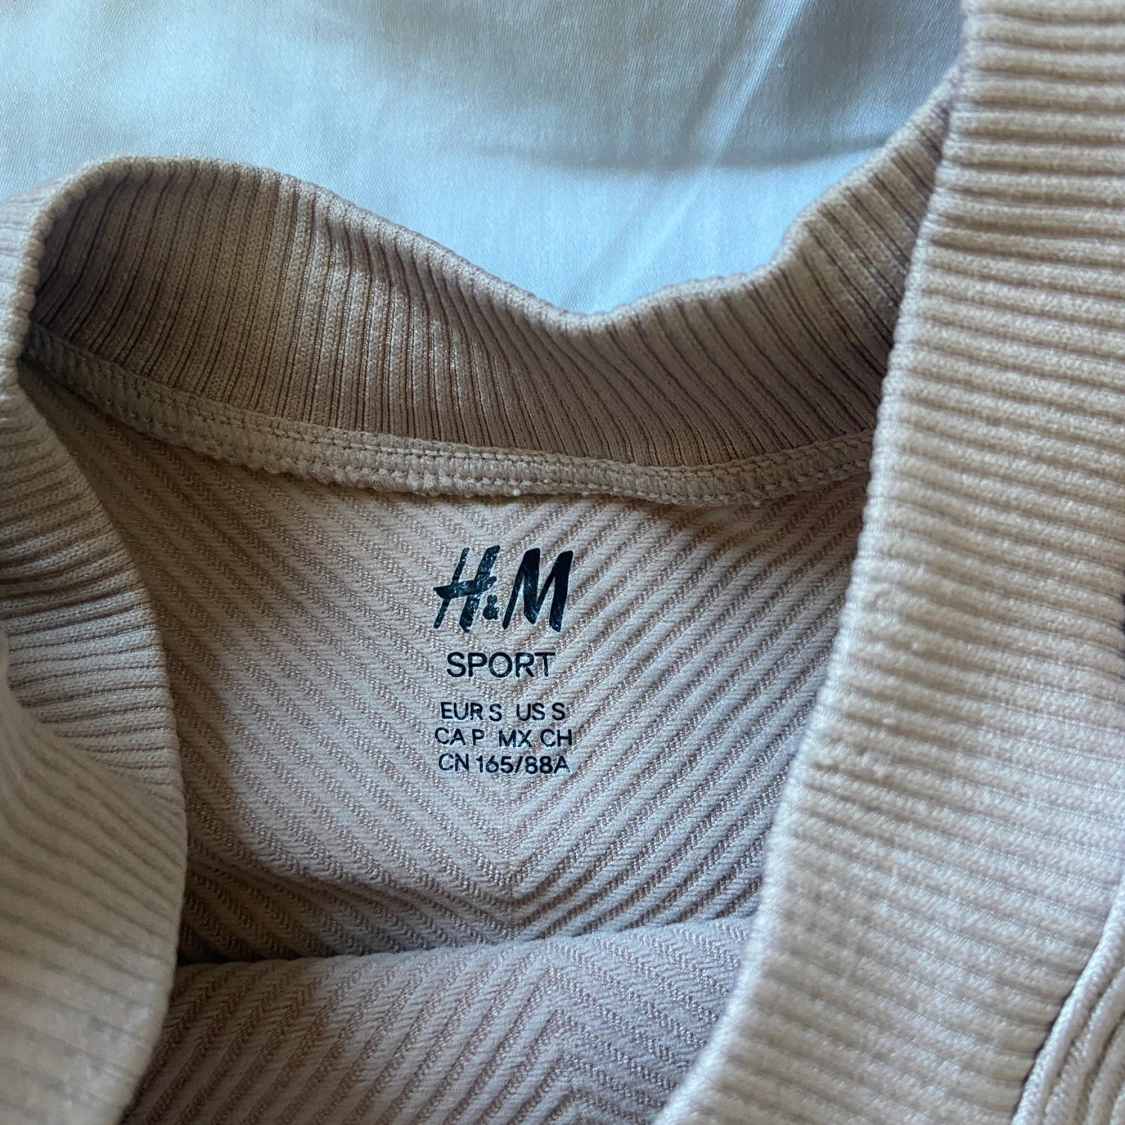 H&M
SPORT
EUR S US S
CA P MX CH
CN 165/88A